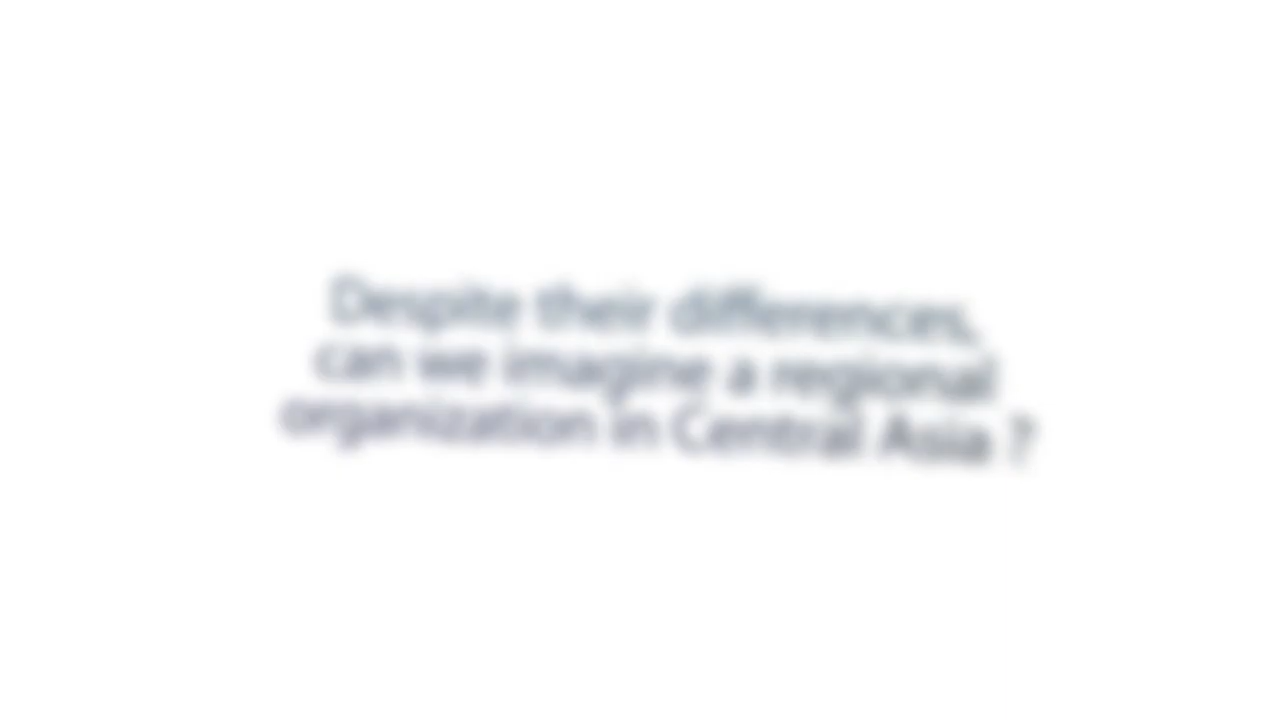 Despite their differences,
can we imagine a regional
organization in Central Asia ?